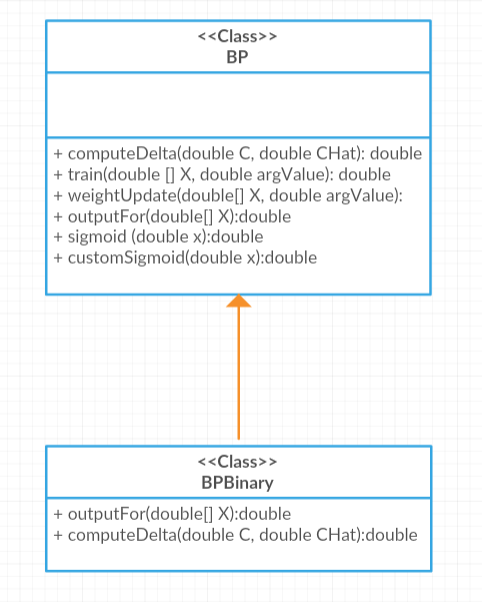 <<Class>>
BP
+ computeDelta(double C, double CHat): double
+ train(double [] X, double argValue): double
+ weightUpdate(double[] X, double argValue):
+ outputFor(double[] X):double
+ sigmoid (double x):double
+ customSigmoid(double x):double
<<Class>>
BPBinary
+ outputFor(double[] X):double
+ computeDelta(double C, double CHat):double